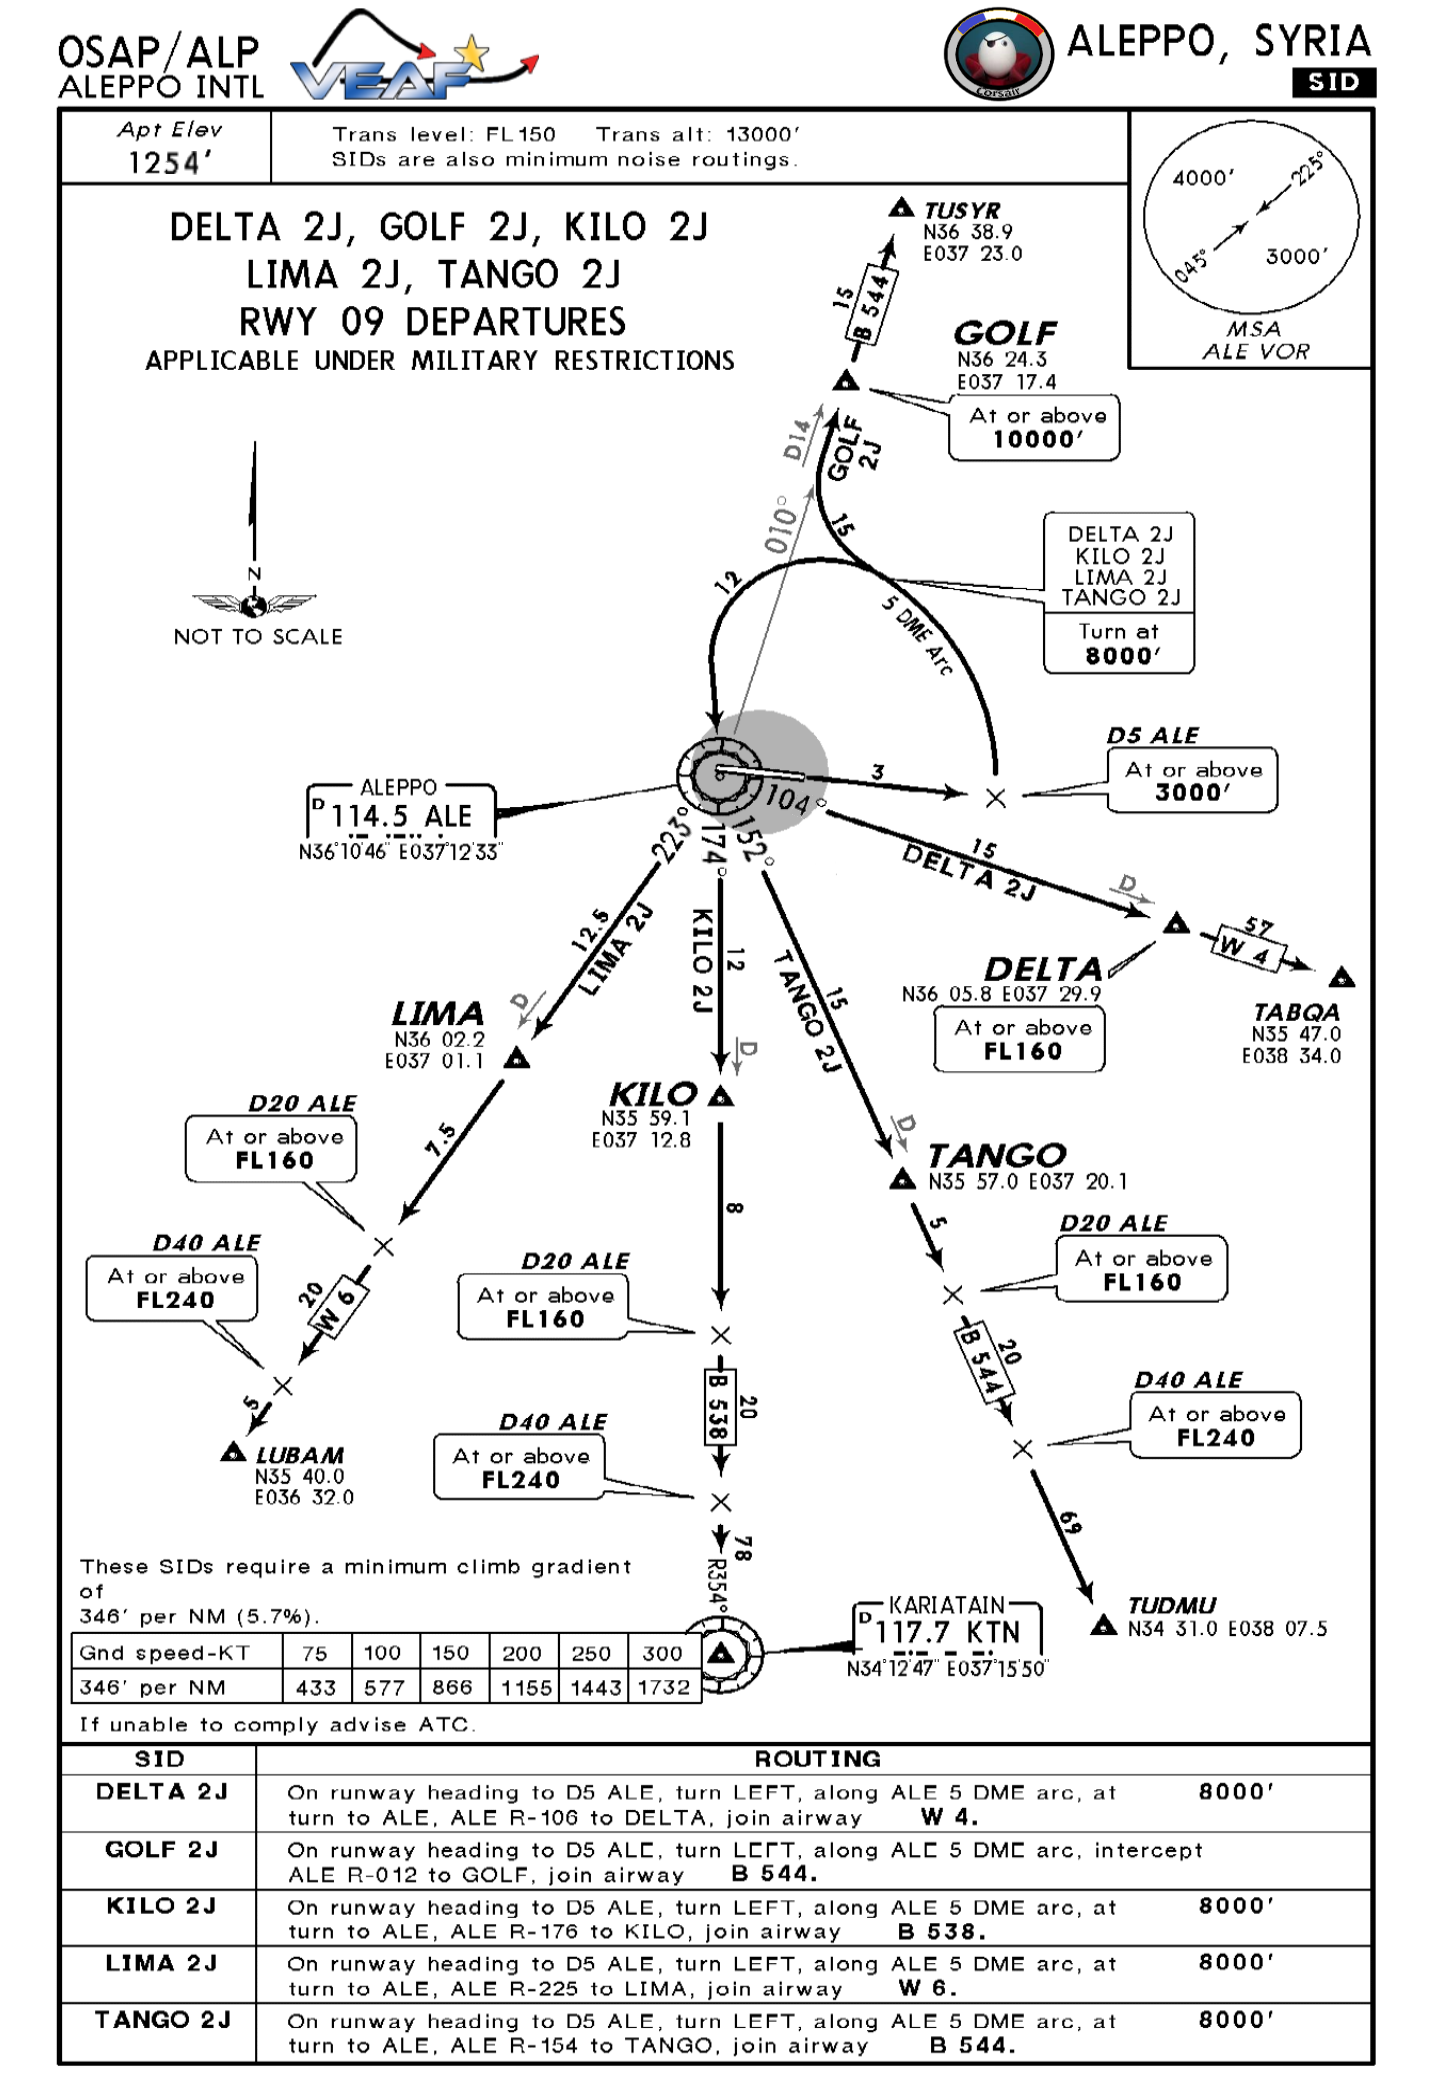 OSAP/ALP
ALEPPO INTL
VEAF
Corsair
ALEPPO, SYRIA
SID
Apt Elev
1254'
Trans level: FL150 Trans alt: 13000'
SIDs are also minimum noise routings.
4000'
225°
045°
3000'
MSA
ALE VOR
DELTA 2J, GOLF 2J, KILO 2J
LIMA 2J, TANGO 2J
RWY 09 DEPARTURES
APPLICABLE UNDER MILITARY RESTRICTIONS
N
NOT TO SCALE
TUSYR
N36 38.9
E037 23.0
15
B 544
GOLF
N36 24.3
E037 17.4
At or above
10000'
D14
GOLF
2J
010°
15
12
5 DME Arc
DELTA 2J
KILO 2J
LIMA 2J
TANGO 2J
Turn at
8000'
D5 ALE
At or above
3000'
3
104°
ALEPPO
D 114.5 ALE
N36°10'46" E037°12'33"
223°
174°
152°
15
DELTA 2J
D
57
W 4
DELTA
N36 05.8 E037 29.9
At or above
FL160
TABQA
N35 47.0
E038 34.0
12.5
LIMA 2J
D
LIMA
N36 02.2
E037 01.1
KILO 2J
12
D
KILO
N35 59.1
E037 12.8
TANGO 2J
15
D
TANGO
N35 57.0 E037 20.1
D20 ALE
At or above
FL160
7.5
D40 ALE
At or above
FL240
20
W 6
5
LUBAM
N35 40.0
E036 32.0
8
D20 ALE
At or above
FL160
B 538
20
D40 ALE
At or above
FL240
78
R354°
5
D20 ALE
At or above
FL160
B 544
20
D40 ALE
At or above
FL240
69
TUDMU
N34 31.0 E038 07.5
KARIATAIN
D 117.7 KTN
N34°12'47" E037°15'50"
These SIDs require a minimum climb gradient
of
346' per NM (5.7%).
Gnd speed-KT 75 100 150 200 250 300
346' per NM 433 577 866 1155 1443 1732
If unable to comply advise ATC.
SID ROUTING
DELTA 2J On runway heading to D5 ALE, turn LEFT, along ALE 5 DME arc, at 8000'
turn to ALE, ALE R-106 to DELTA, join airway W 4.
GOLF 2J On runway heading to D5 ALE, turn LEFT, along ALE 5 DME arc, intercept
ALE R-012 to GOLF, join airway B 544.
KILO 2J On runway heading to D5 ALE, turn LEFT, along ALE 5 DME arc, at 8000'
turn to ALE, ALE R-176 to KILO, join airway B 538.
LIMA 2J On runway heading to D5 ALE, turn LEFT, along ALE 5 DME arc, at 8000'
turn to ALE, ALE R-225 to LIMA, join airway W 6.
TANGO 2J On runway heading to D5 ALE, turn LEFT, along ALE 5 DME arc, at 8000'
turn to ALE, ALE R-154 to TANGO, join airway B 544.